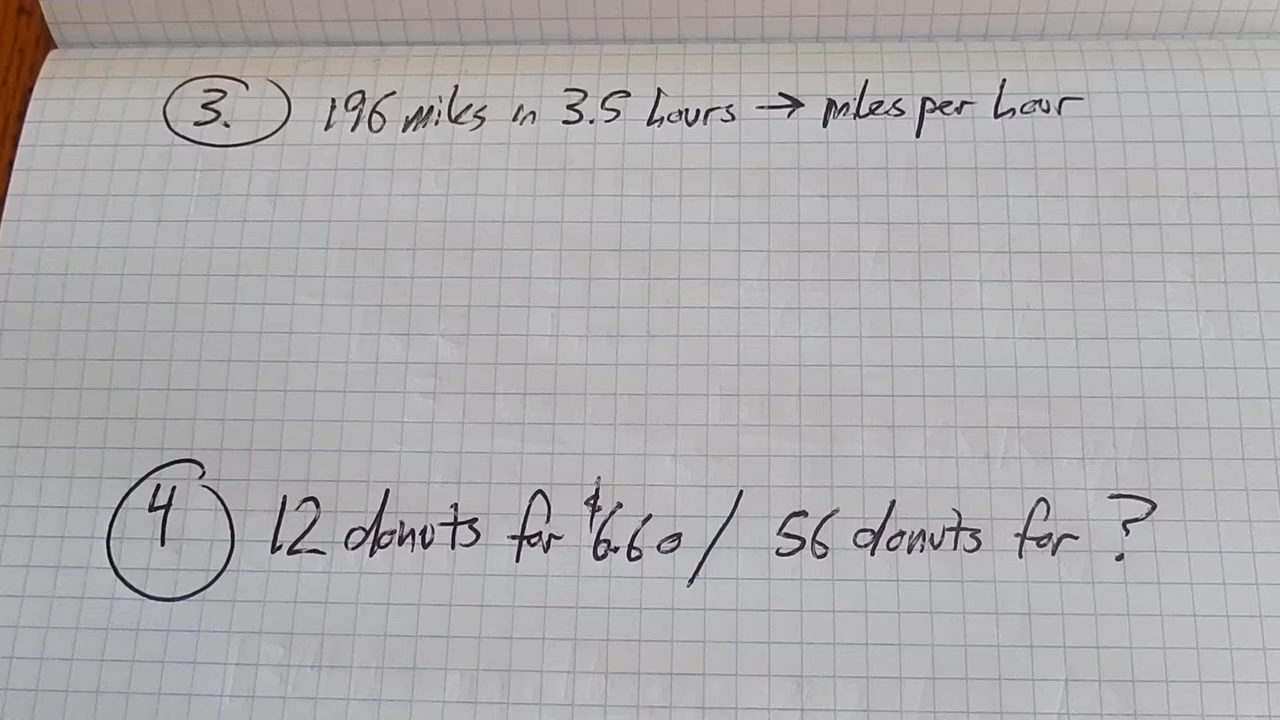 3. 196 miles in 3.5 hours → miles per hour
4 12 donuts for $6.60 / 56 donuts for ?